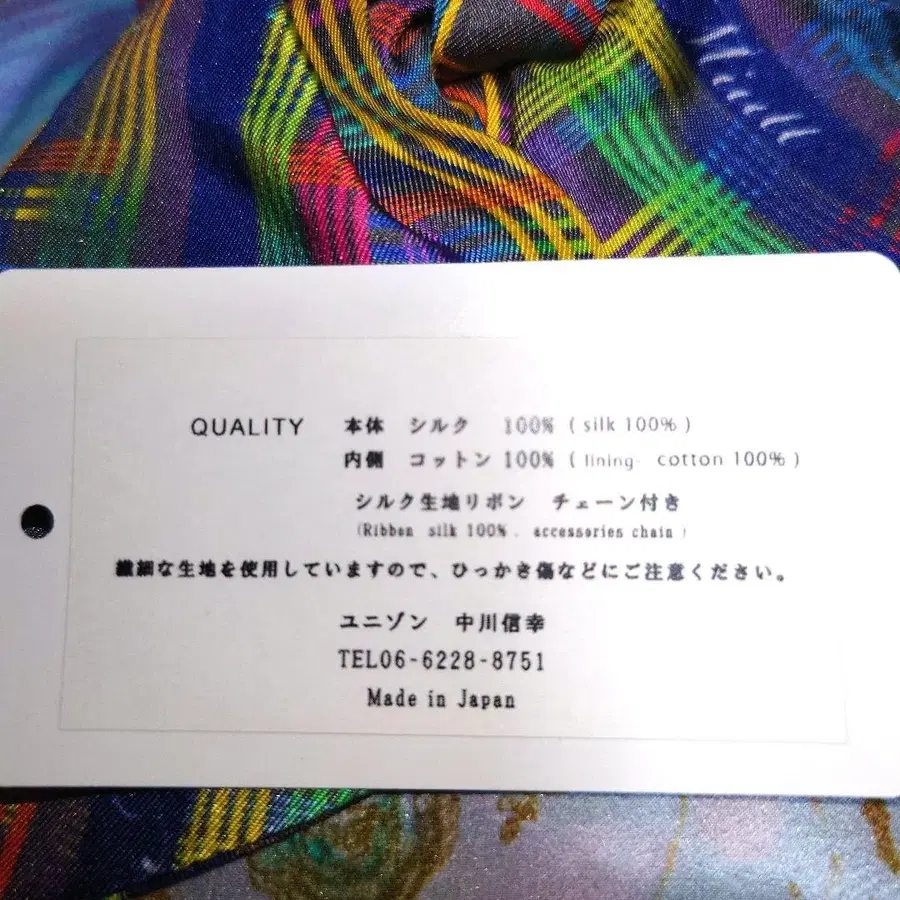 QUALITY 本体 シルク 100% ( silk 100% )
内側 コットン 100% ( lining- cotton 100% )
シルク生地リボン チェーン付き
(Ribbon silk 100% . accessories chain )
繊細な生地を使用していますので、ひっかき傷などにご注意ください。
ユニゾン 中川信幸
TEL06-6228-8751
Made in Japan